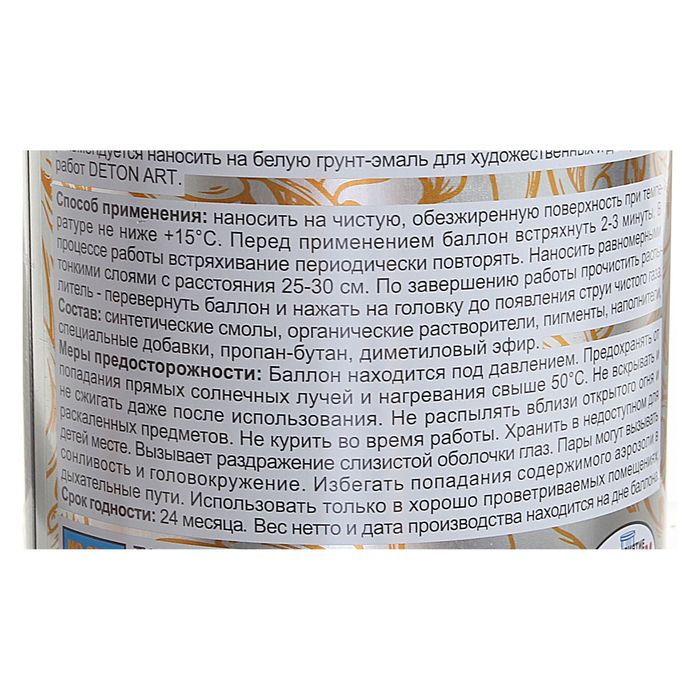 наносить на белую грунт-эмаль для художественных и
работ DETON ART.
Способ применения: наносить на чистую, обезжиренную поверхность при темпе-
ратуре не ниже +15°С. Перед применением баллон встряхнуть 2-3 минуты. В
процессе работы встряхивание периодически повторять. Наносить равномерными
тонкими слоями с расстояния 25-30 см. По завершению работы прочистить распы-
литель - перевернуть баллон и нажать на головку до появления струи чистого газа.
Состав: синтетические смолы, органические растворители, пигменты, наполнители,
специальные добавки, пропан-бутан, диметиловый эфир.
Меры предосторожности: Баллон находится под давлением. Предохранять от
попадания прямых солнечных лучей и нагревания свыше 50°С. Не вскрывать и
не сжигать даже после использования. Не распылять вблизи открытого огня и
раскаленных предметов. Не курить во время работы. Хранить в недоступном для
детей месте. Вызывает раздражение слизистой оболочки глаз. Пары могут вызывать
сонливость и головокружение. Избегать попадания содержимого аэрозоли в
дыхательные пути. Использовать только в хорошо проветриваемых помещениях.
Срок годности: 24 месяца. Вес нетто и дата производства находится на дне баллона.